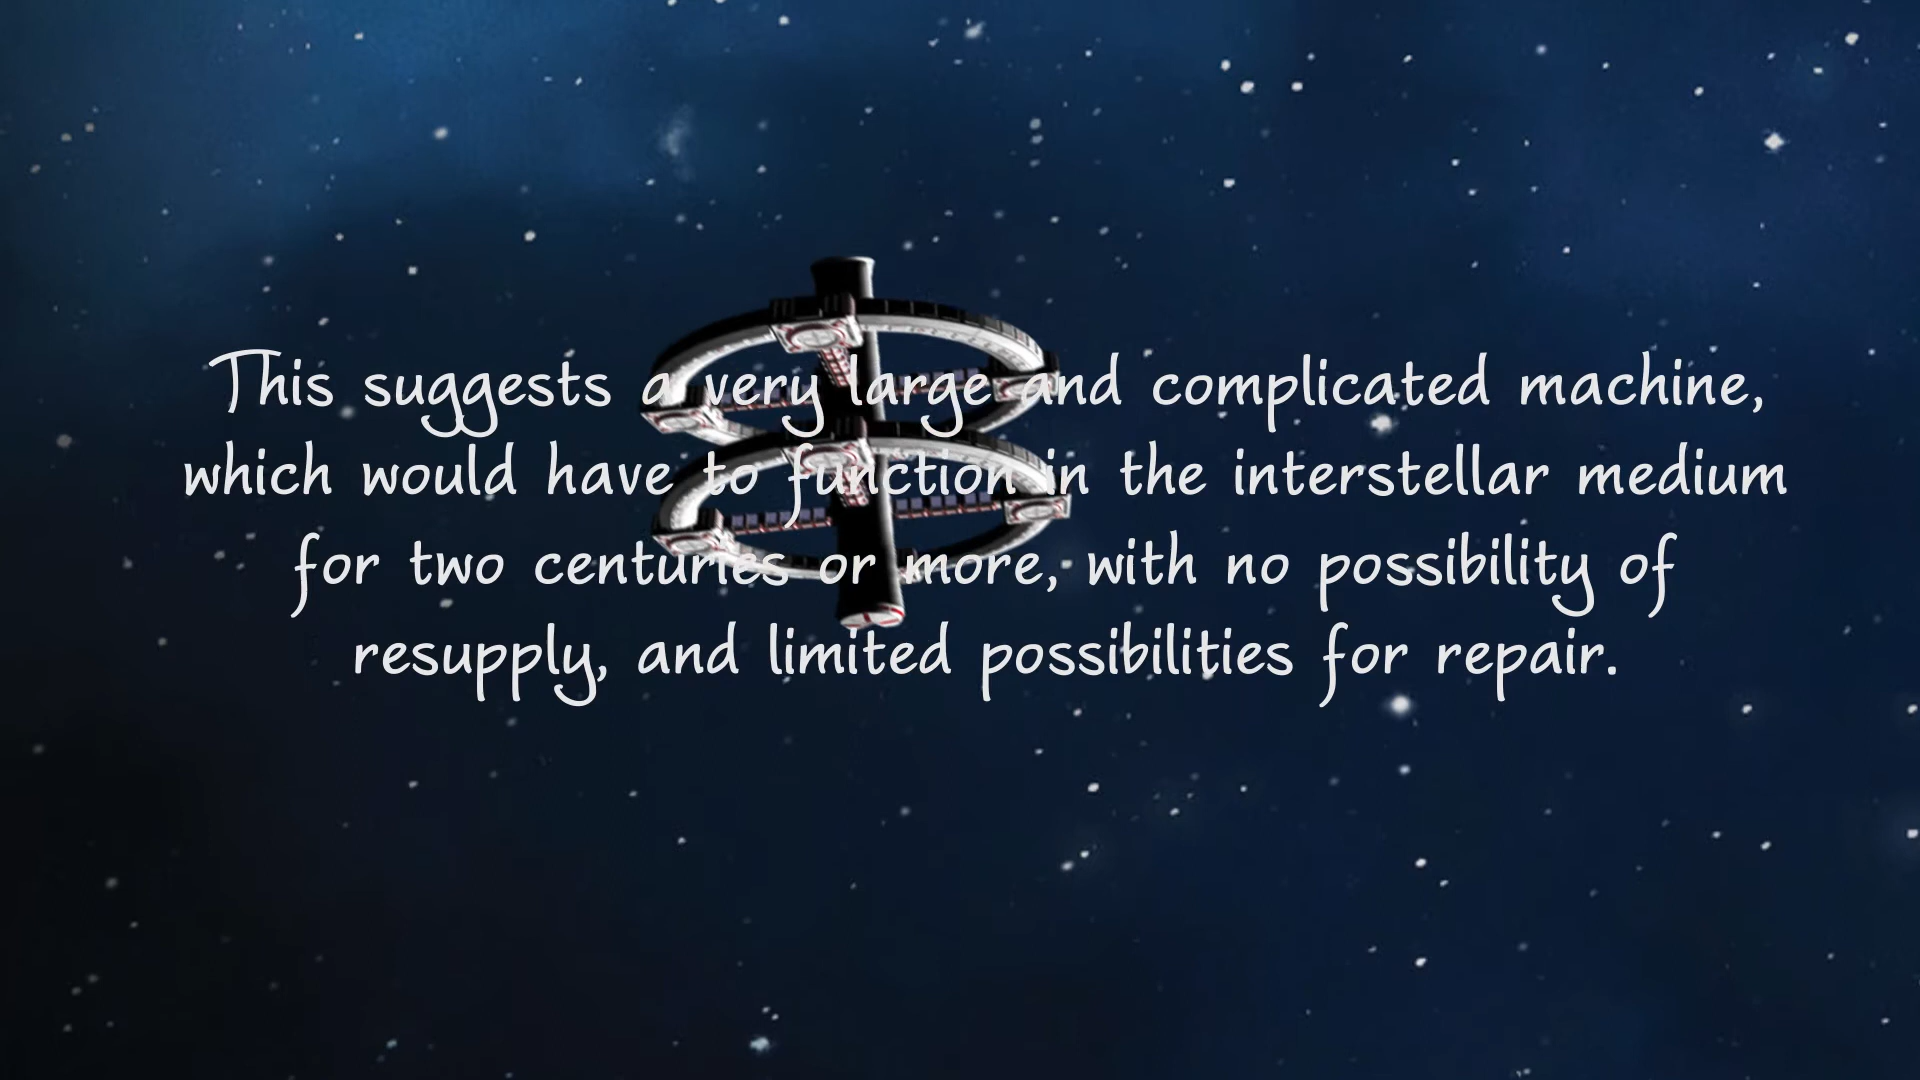 This suggests a very large and complicated machine,
which would have to function in the interstellar medium
for two centuries or more, with no possibility of
resupply, and limited possibilities for repair.